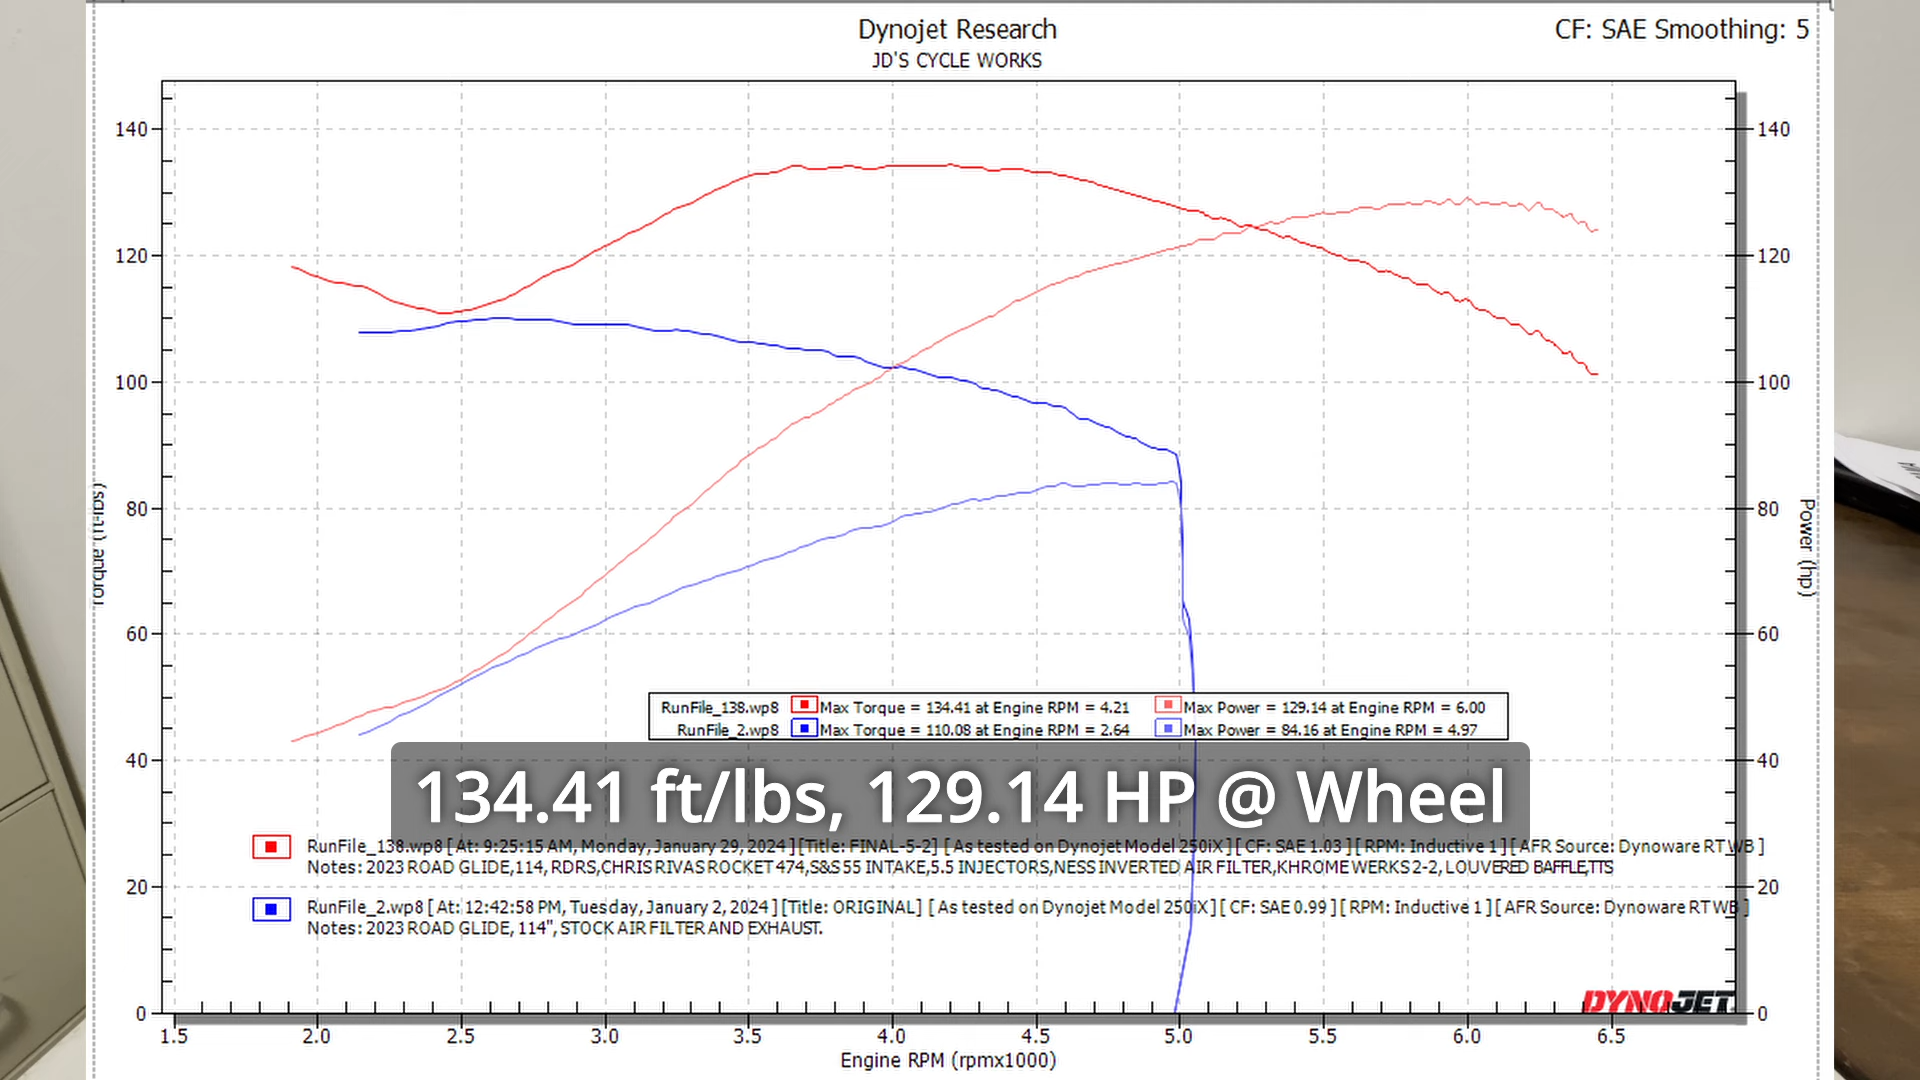 Dynojet Research
CF: SAE Smoothing: 5
JD'S CYCLE WORKS
140
120
100
80
60
40
20
0
Torque (ft-lbs)
140
120
100
80
60
40
20
0
Power (hp)
RunFile_138.wp8 Max Torque = 134.41 at Engine RPM = 4.21 Max Power = 129.14 at Engine RPM = 6.00
RunFile_2.wp8 Max Torque = 110.08 at Engine RPM = 2.64 Max Power = 84.16 at Engine RPM = 4.97
134.41 ft/lbs, 129.14 HP @ Wheel
RunFile_138.wp8 [ At: 9:25:15 AM, Monday, January 29, 2024 ] [Title: FINAL-5-2] [ As tested on Dynojet Model 250iX ] [ CF: SAE 1.03 ] [ RPM: Inductive 1 ] [ AFR Source: Dynoware RT WB ]
Notes: 2023 ROAD GLIDE,114, RDRS,CHRIS RIVAS ROCKET 474,S&S 55 INTAKE,5.5 INJECTORS,NESS INVERTED AIR FILTER,KHROME WERKS 2-2, LOUVERED BAFFLE,TTS
RunFile_2.wp8 [ At: 12:42:58 PM, Tuesday, January 2, 2024 ] [Title: ORIGINAL] [ As tested on Dynojet Model 250iX ] [ CF: SAE 0.99 ] [ RPM: Inductive 1 ] [ AFR Source: Dynoware RT WB ]
Notes: 2023 ROAD GLIDE, 114", STOCK AIR FILTER AND EXHAUST.
DYNOJET
1.5 2.0 2.5 3.0 3.5 4.0 4.5 5.0 5.5 6.0 6.5
Engine RPM (rpmx1000)